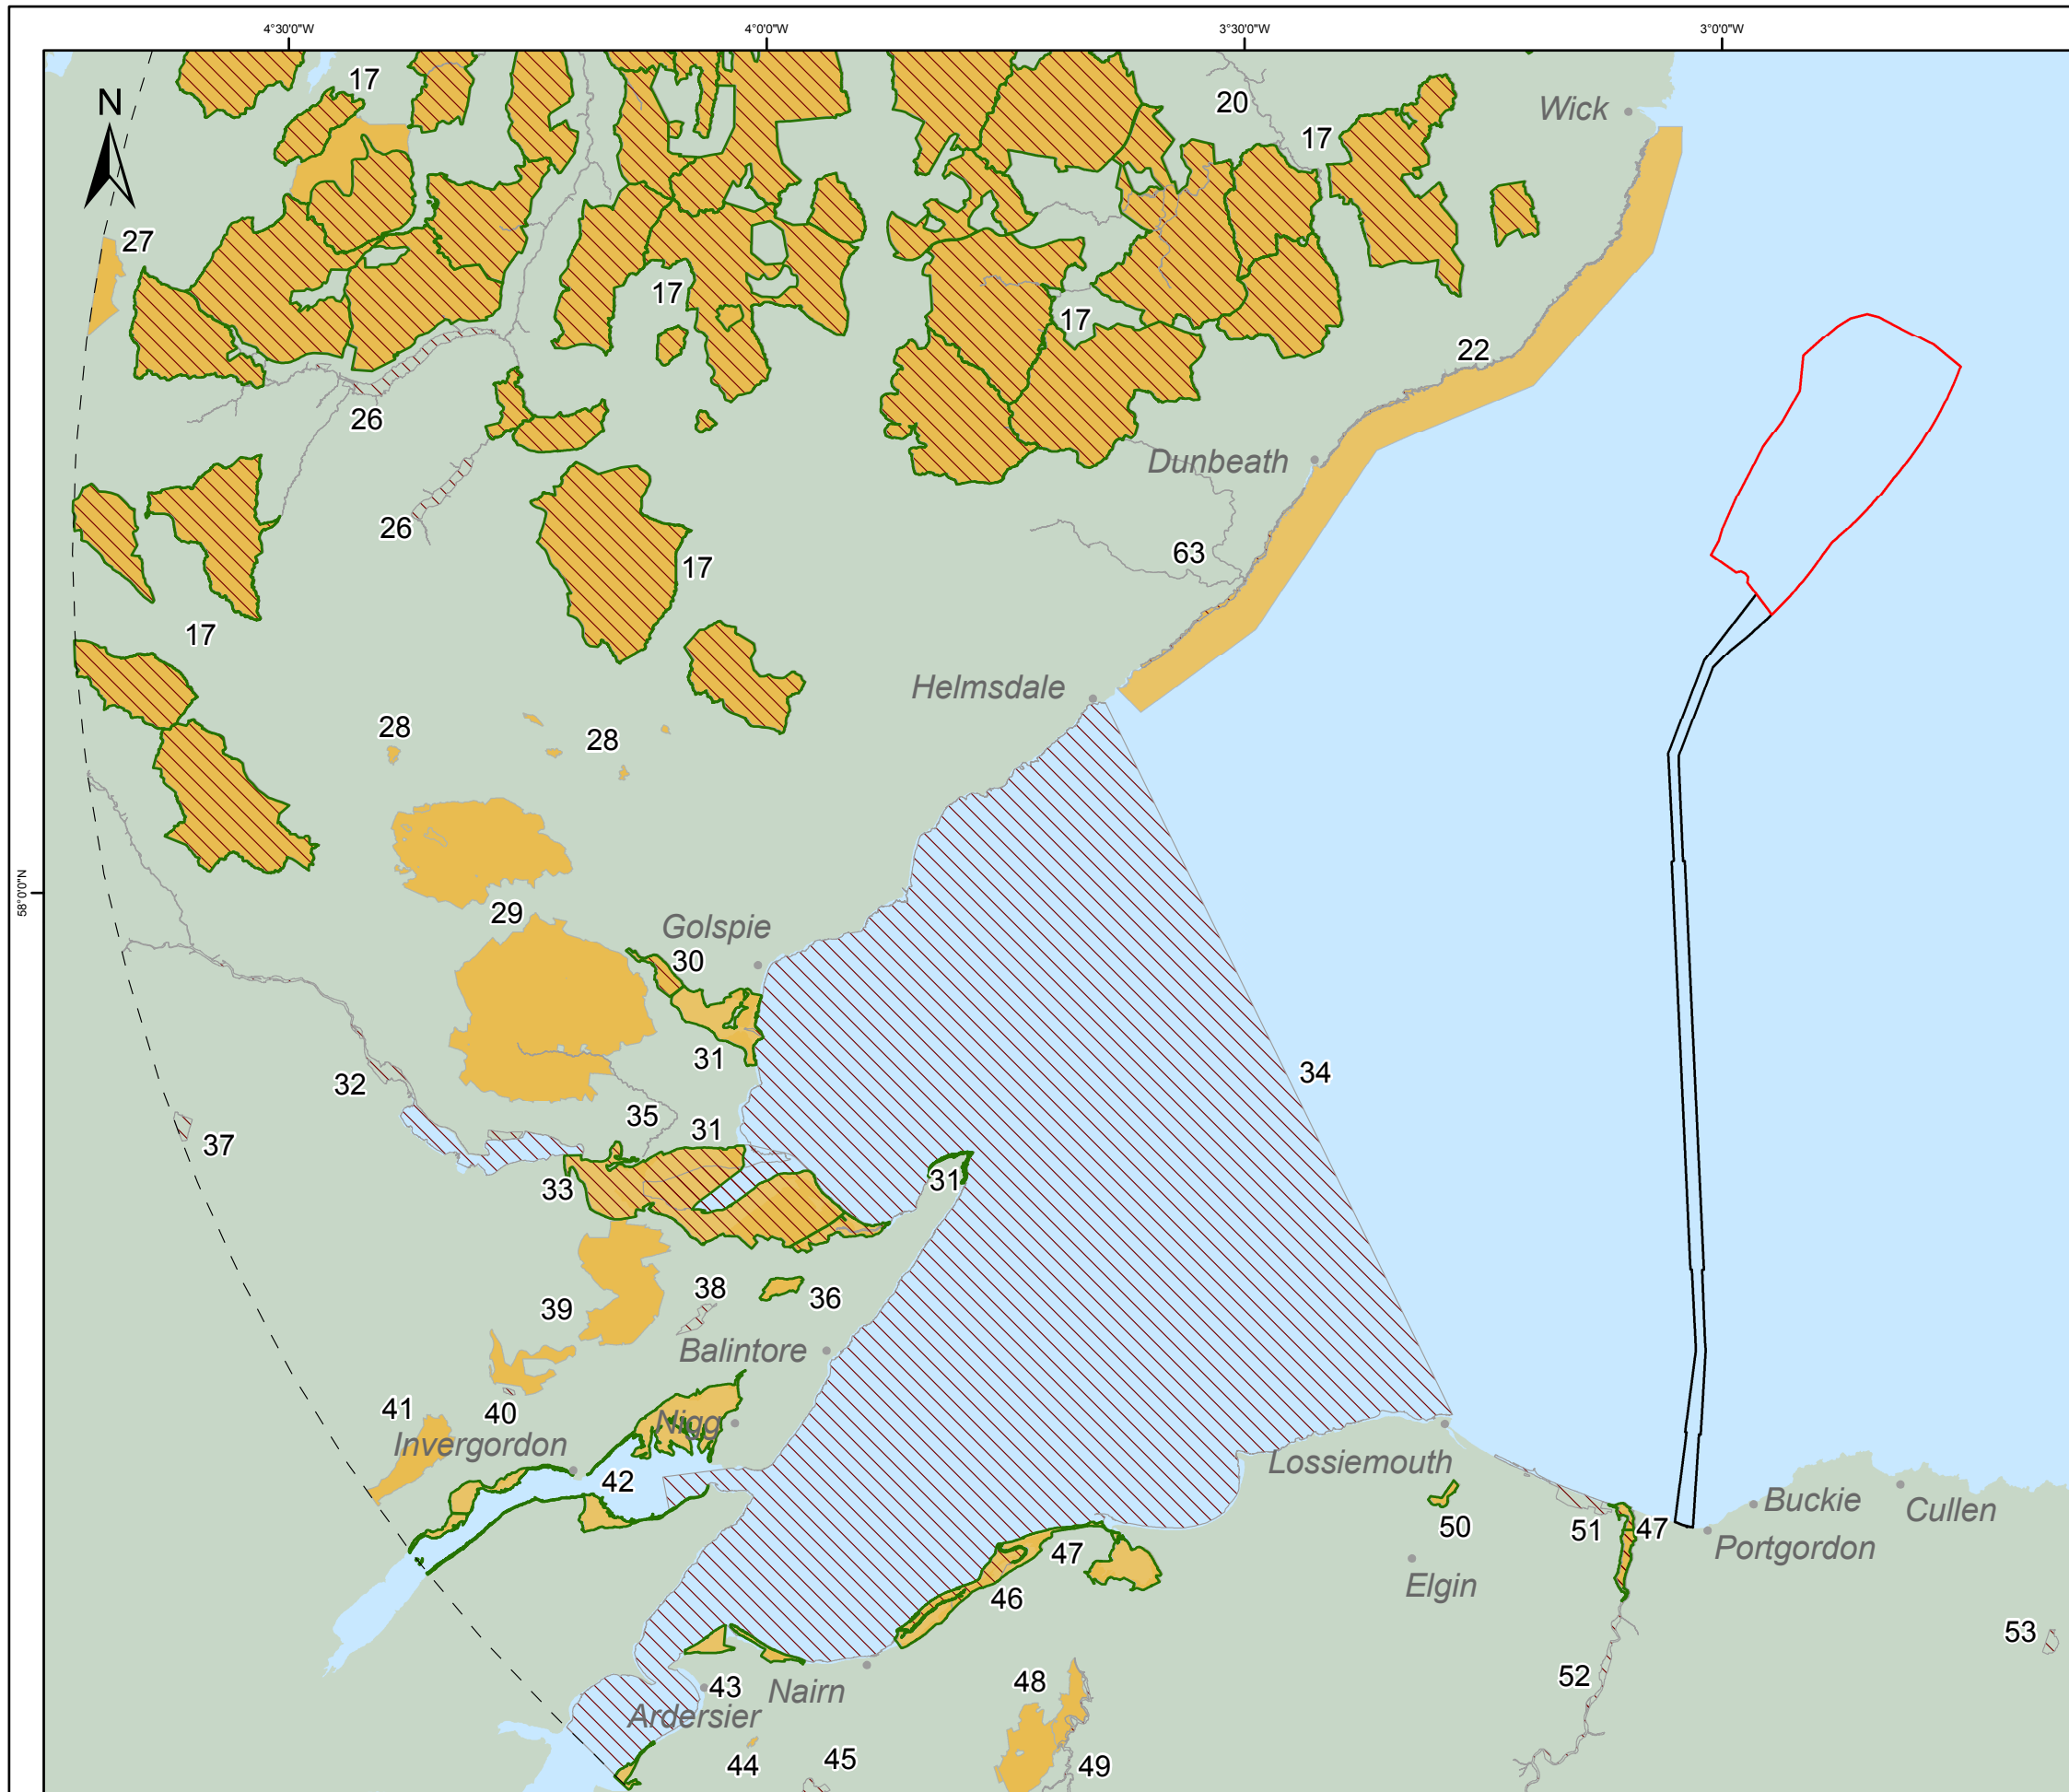 4°30'0"W
4°0'0"W
3°30'0"W
3°0'0"W
17
N
20
Wick
17
27
17
17
22
26
Dunbeath
26
63
17
17
Helmsdale
28
28
58°0'0"N
29
Golspie
30
31
34
32
35
31
37
31
33
38
36
39
Balintore
41
40
Nigg
Invergordon
Lossiemouth
42
Buckie
Cullen
50
51
47
Portgordon
47
Elgin
46
53
52
48
43
Nairn
Ardersier
45
44
49